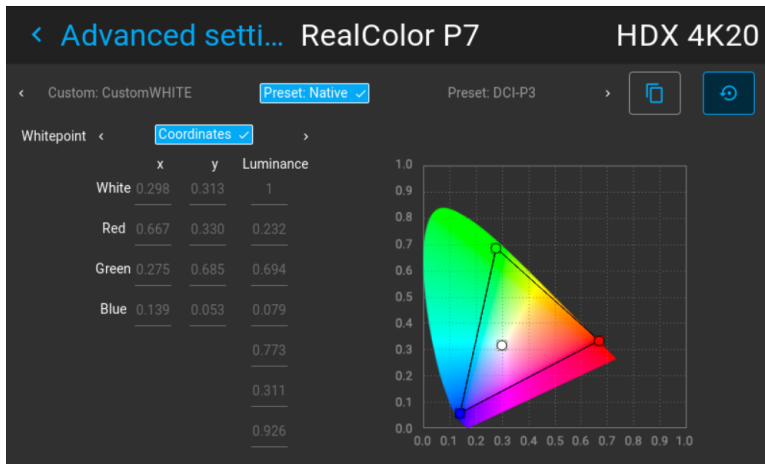 ‹ Advanced setti… RealColor P7 HDX 4K20
‹ Custom: CustomWHITE Preset: Native ✓ Preset: DCI-P3 ›
Whitepoint ‹ Coordinates ✓ ›
x y Luminance
White 0.298 0.313 1
Red 0.667 0.330 0.232
Green 0.275 0.685 0.694
Blue 0.139 0.053 0.079
0.773
0.311
0.926
1.0
0.9
0.8
0.7
0.6
0.5
0.4
0.3
0.2
0.1
0.0
0.0 0.1 0.2 0.3 0.4 0.5 0.6 0.7 0.8 0.9 1.0